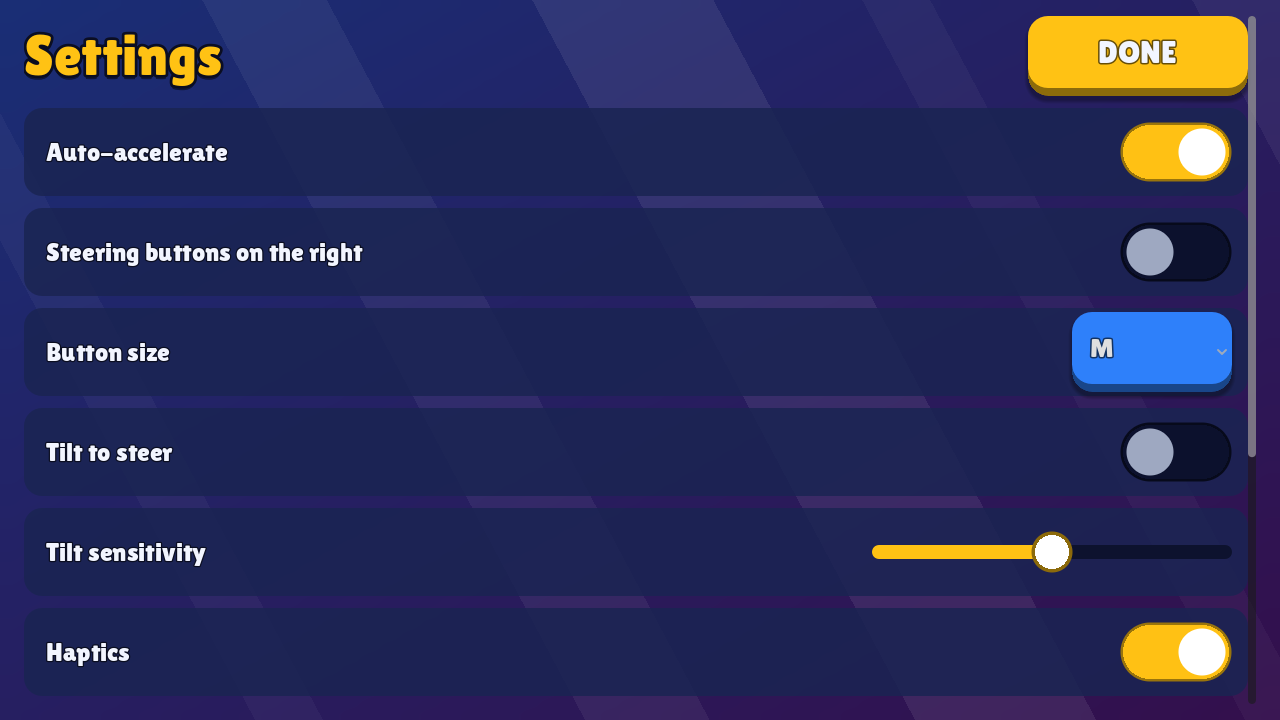 Settings
DONE
Auto-accelerate
Steering buttons on the right
Button size
M
Tilt to steer
Tilt sensitivity
Haptics